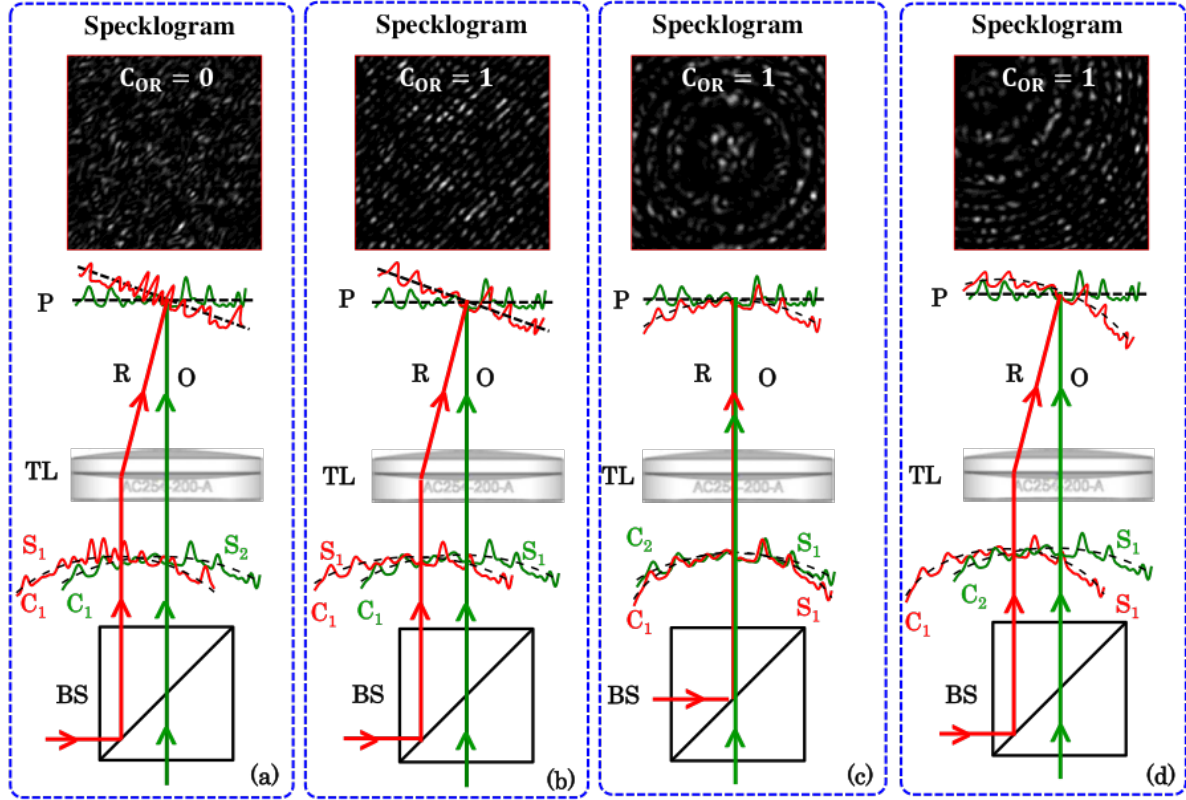 Specklogram
C_OR = 0
P
R O
TL
AC254-200-A
S₁ S₂
C₁ C₁
BS
(a)
Specklogram
C_OR = 1
P
R O
TL
AC254-200-A
S₁ S₁
C₁ C₁
BS
(b)
Specklogram
C_OR = 1
P
R O
TL
AC254-200-A
C₂ S₁
C₁ S₁
BS
(c)
Specklogram
C_OR = 1
P
R O
TL
AC254-200-A
S₁
C₂
C₁ S₁
BS
(d)